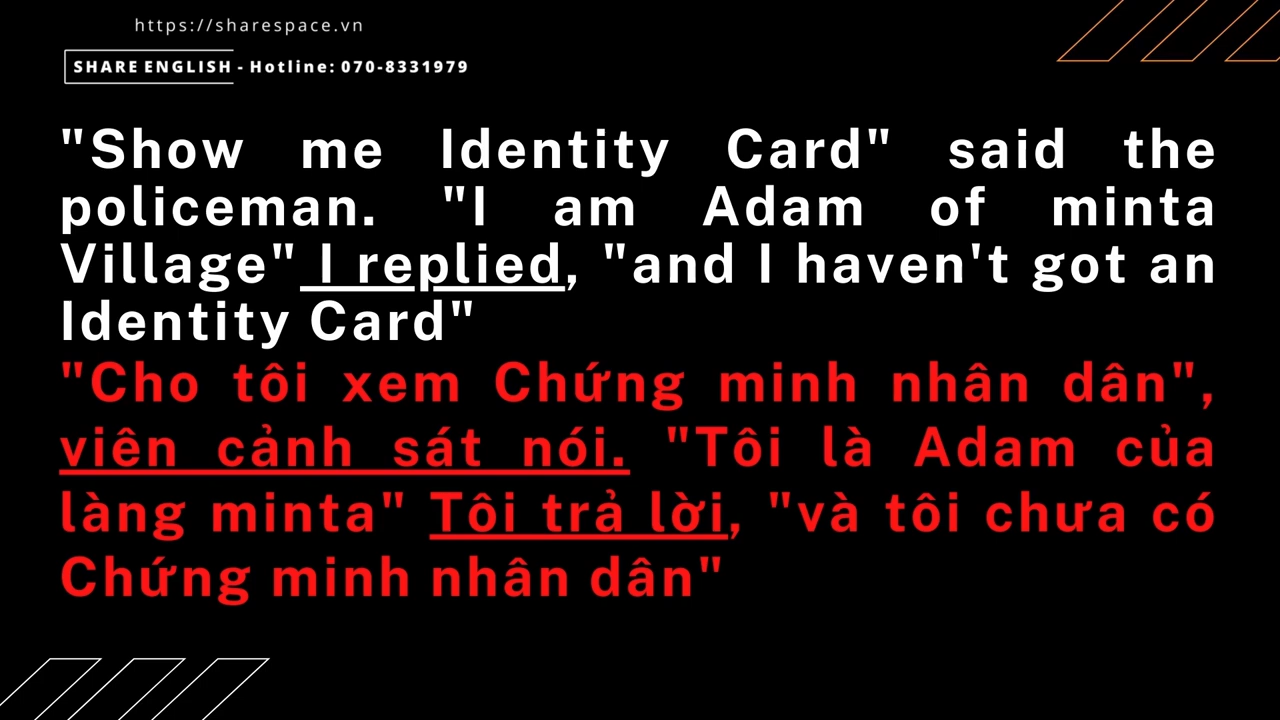 https://sharespace.vn
SHARE ENGLISH - Hotline: 070-8331979
"Show me Identity Card" said the
policeman. "I am Adam of minta
Village" I replied, "and I haven't got an
Identity Card"
"Cho tôi xem Chứng minh nhân dân",
viên cảnh sát nói. "Tôi là Adam của
làng minta" Tôi trả lời, "và tôi chưa có
Chứng minh nhân dân"